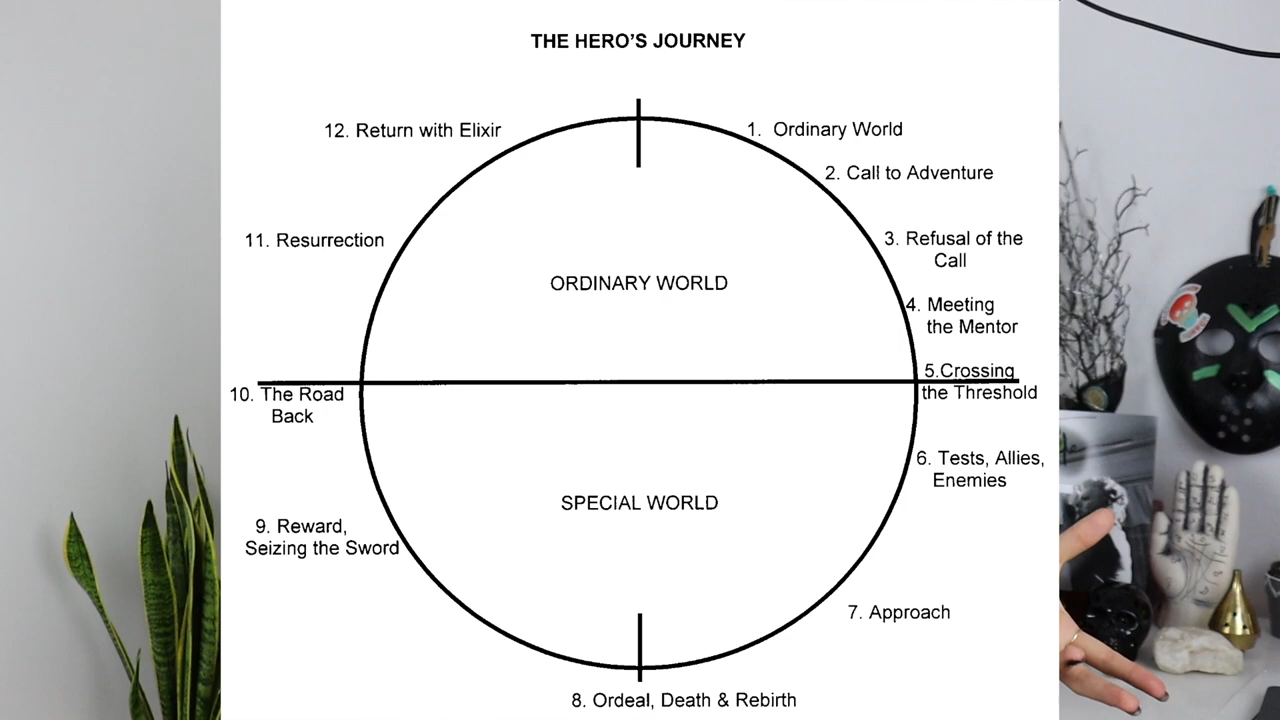 THE HERO'S JOURNEY
12. Return with Elixir
1. Ordinary World
2. Call to Adventure
3. Refusal of the
Call
11. Resurrection
ORDINARY WORLD
4. Meeting
the Mentor
5.Crossing
the Threshold
10. The Road
Back
6. Tests, Allies,
Enemies
SPECIAL WORLD
9. Reward,
Seizing the Sword
7. Approach
8. Ordeal, Death & Rebirth